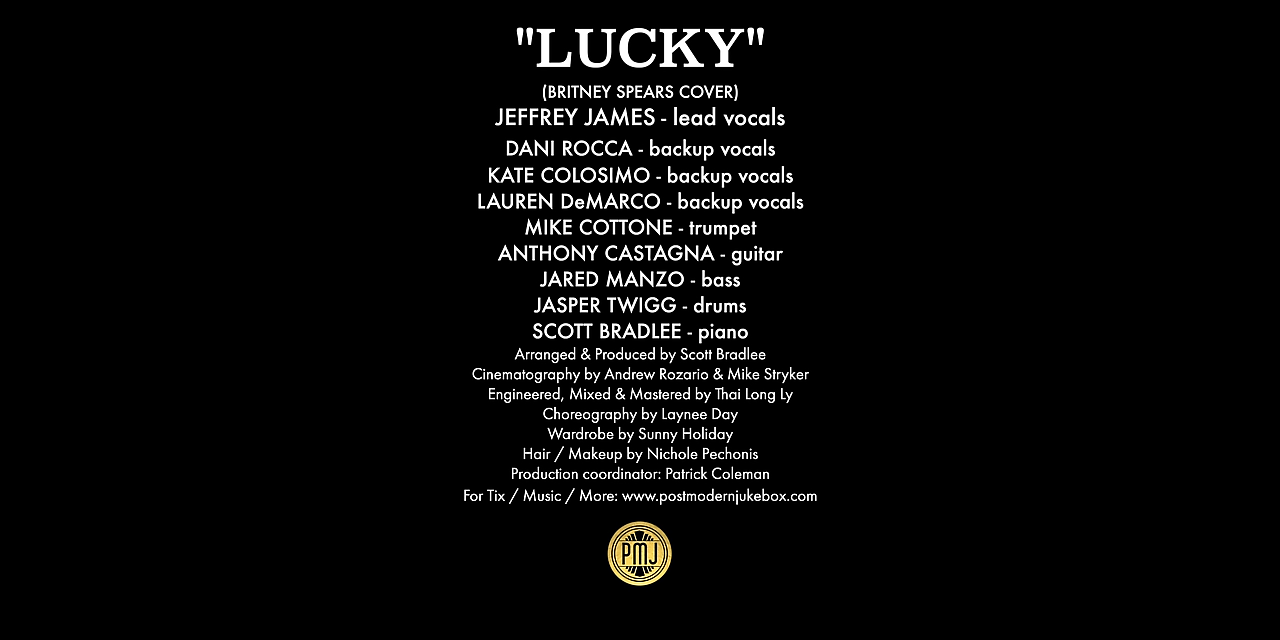 "LUCKY"
(BRITNEY SPEARS COVER)
JEFFREY JAMES - lead vocals
DANI ROCCA - backup vocals
KATE COLOSIMO - backup vocals
LAUREN DeMARCO - backup vocals
MIKE COTTONE - trumpet
ANTHONY CASTAGNA - guitar
JARED MANZO - bass
JASPER TWIGG - drums
SCOTT BRADLEE - piano
Arranged & Produced by Scott Bradlee
Cinematography by Andrew Rozario & Mike Stryker
Engineered, Mixed & Mastered by Thai Long Ly
Choreography by Laynee Day
Wardrobe by Sunny Holiday
Hair / Makeup by Nichole Pechonis
Production coordinator: Patrick Coleman
For Tix / Music / More: www.postmodernjukebox.com
PMJ